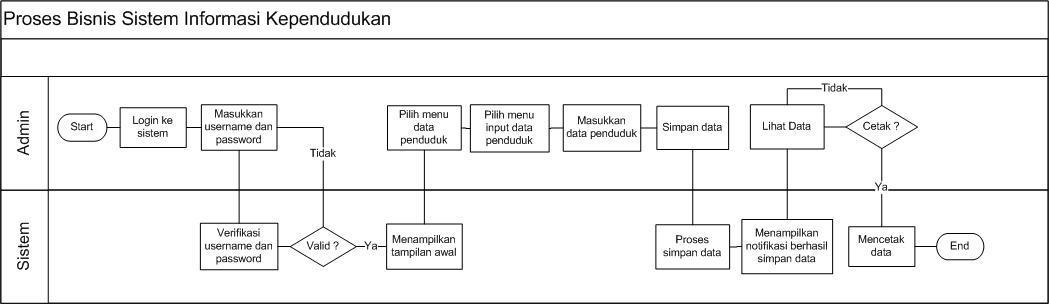 Proses Bisnis Sistem Informasi Kependudukan
Admin
Start
Login ke
sistem
Masukkan
username dan
password
Tidak
Pilih menu
data
penduduk
Pilih menu
input data
penduduk
Masukkan
data penduduk
Simpan data
Lihat Data
Tidak
Cetak ?
Ya
Sistem
Verifikasi
username dan
password
Valid ?
Ya
Menampilkan
tampilan awal
Proses
simpan data
Menampilkan
notifikasi berhasil
simpan data
Mencetak
data
End